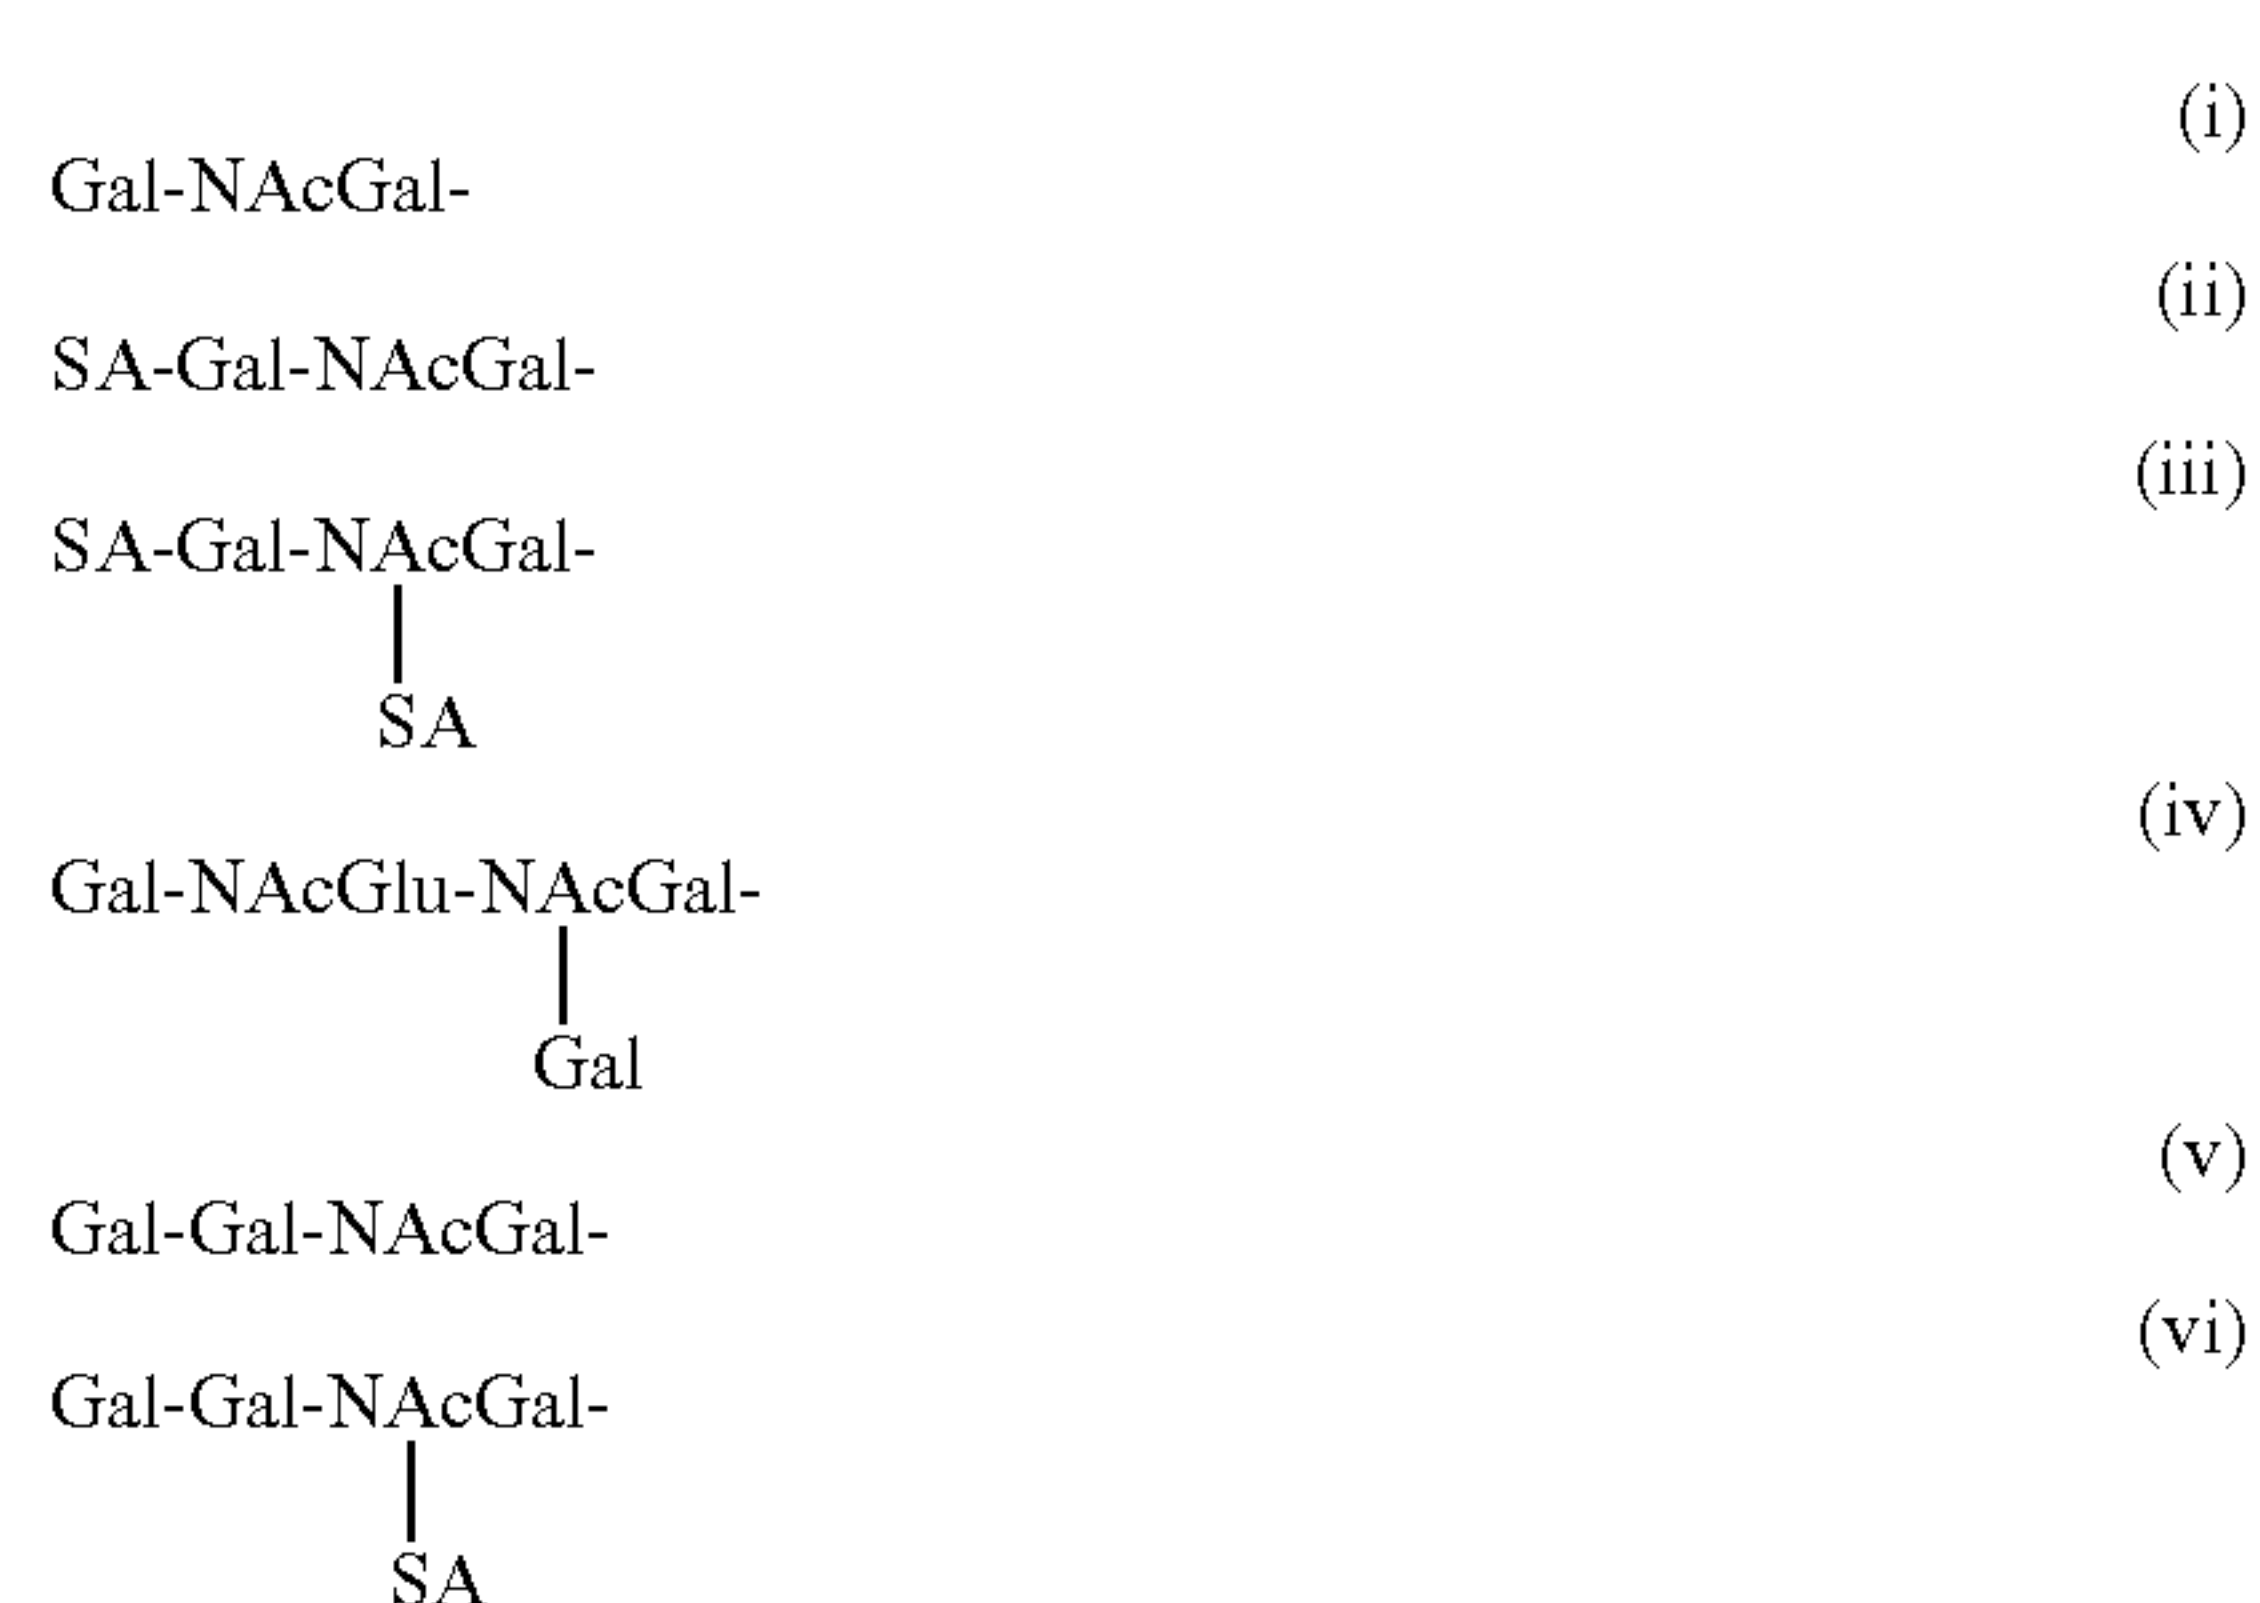 (i)
Gal-NAcGal-
(ii)
SA-Gal-NAcGal-
(iii)
SA-Gal-NAcGal-
SA
(iv)
Gal-NAcGlu-NAcGal-
Gal
(v)
Gal-Gal-NAcGal-
(vi)
Gal-Gal-NAcGal-
SA